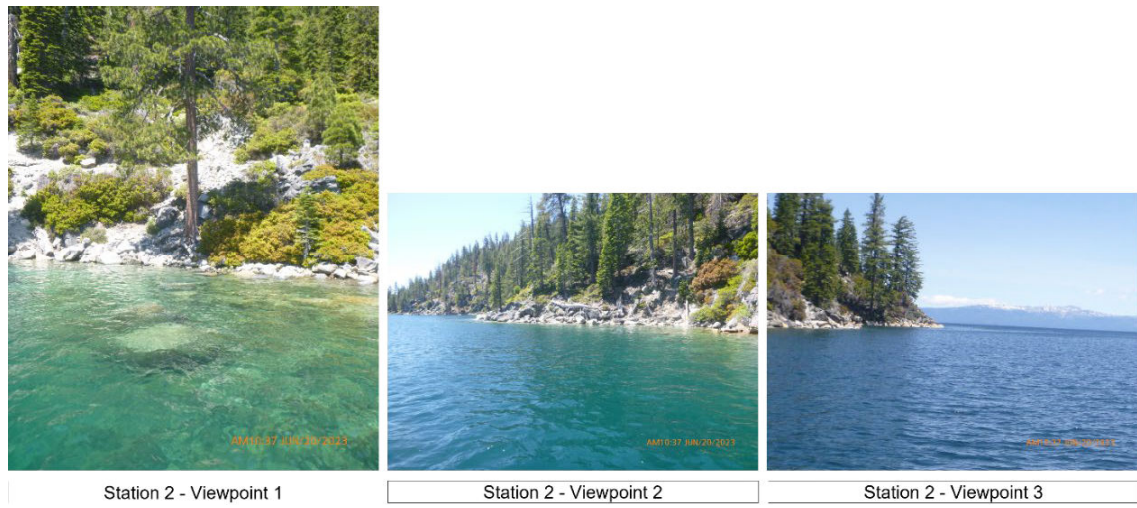 AM10:37 JUN/20/2023
AM10:37 JUN/20/2023
Station 2 - Viewpoint 1
Station 2 - Viewpoint 2
Station 2 - Viewpoint 3